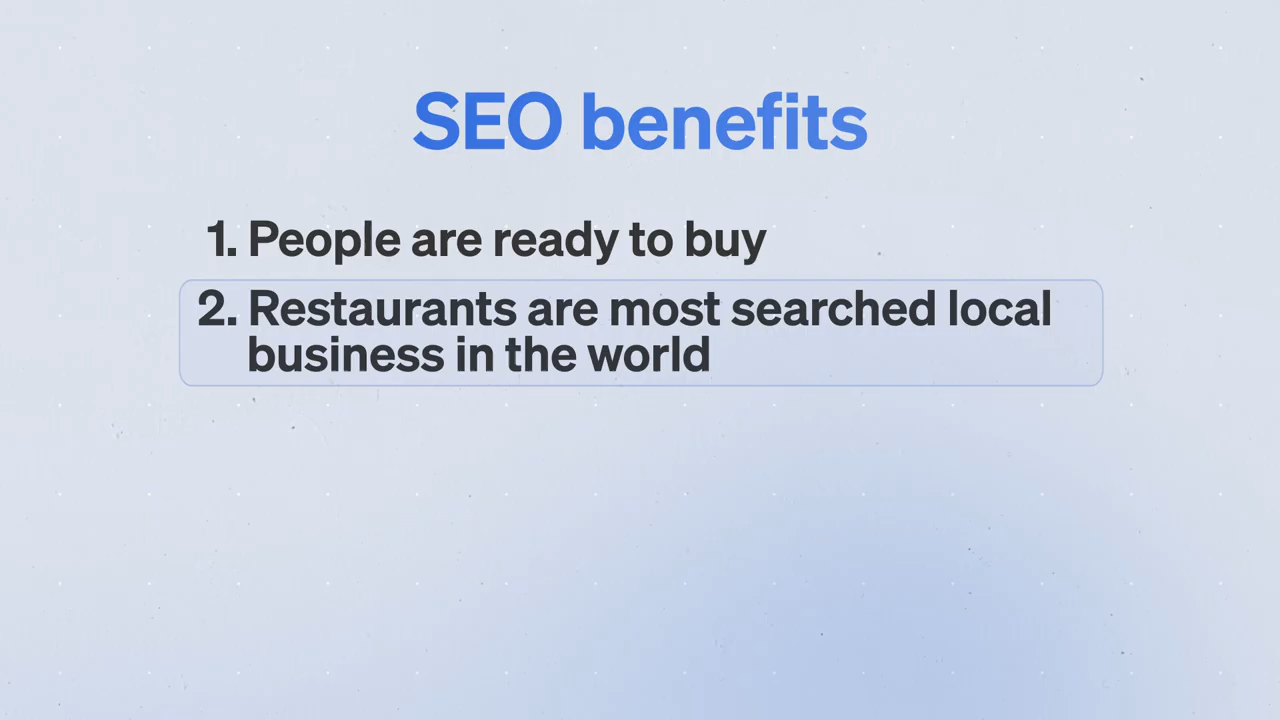 SEO benefits
1. People are ready to buy
2. Restaurants are most searched local
business in the world